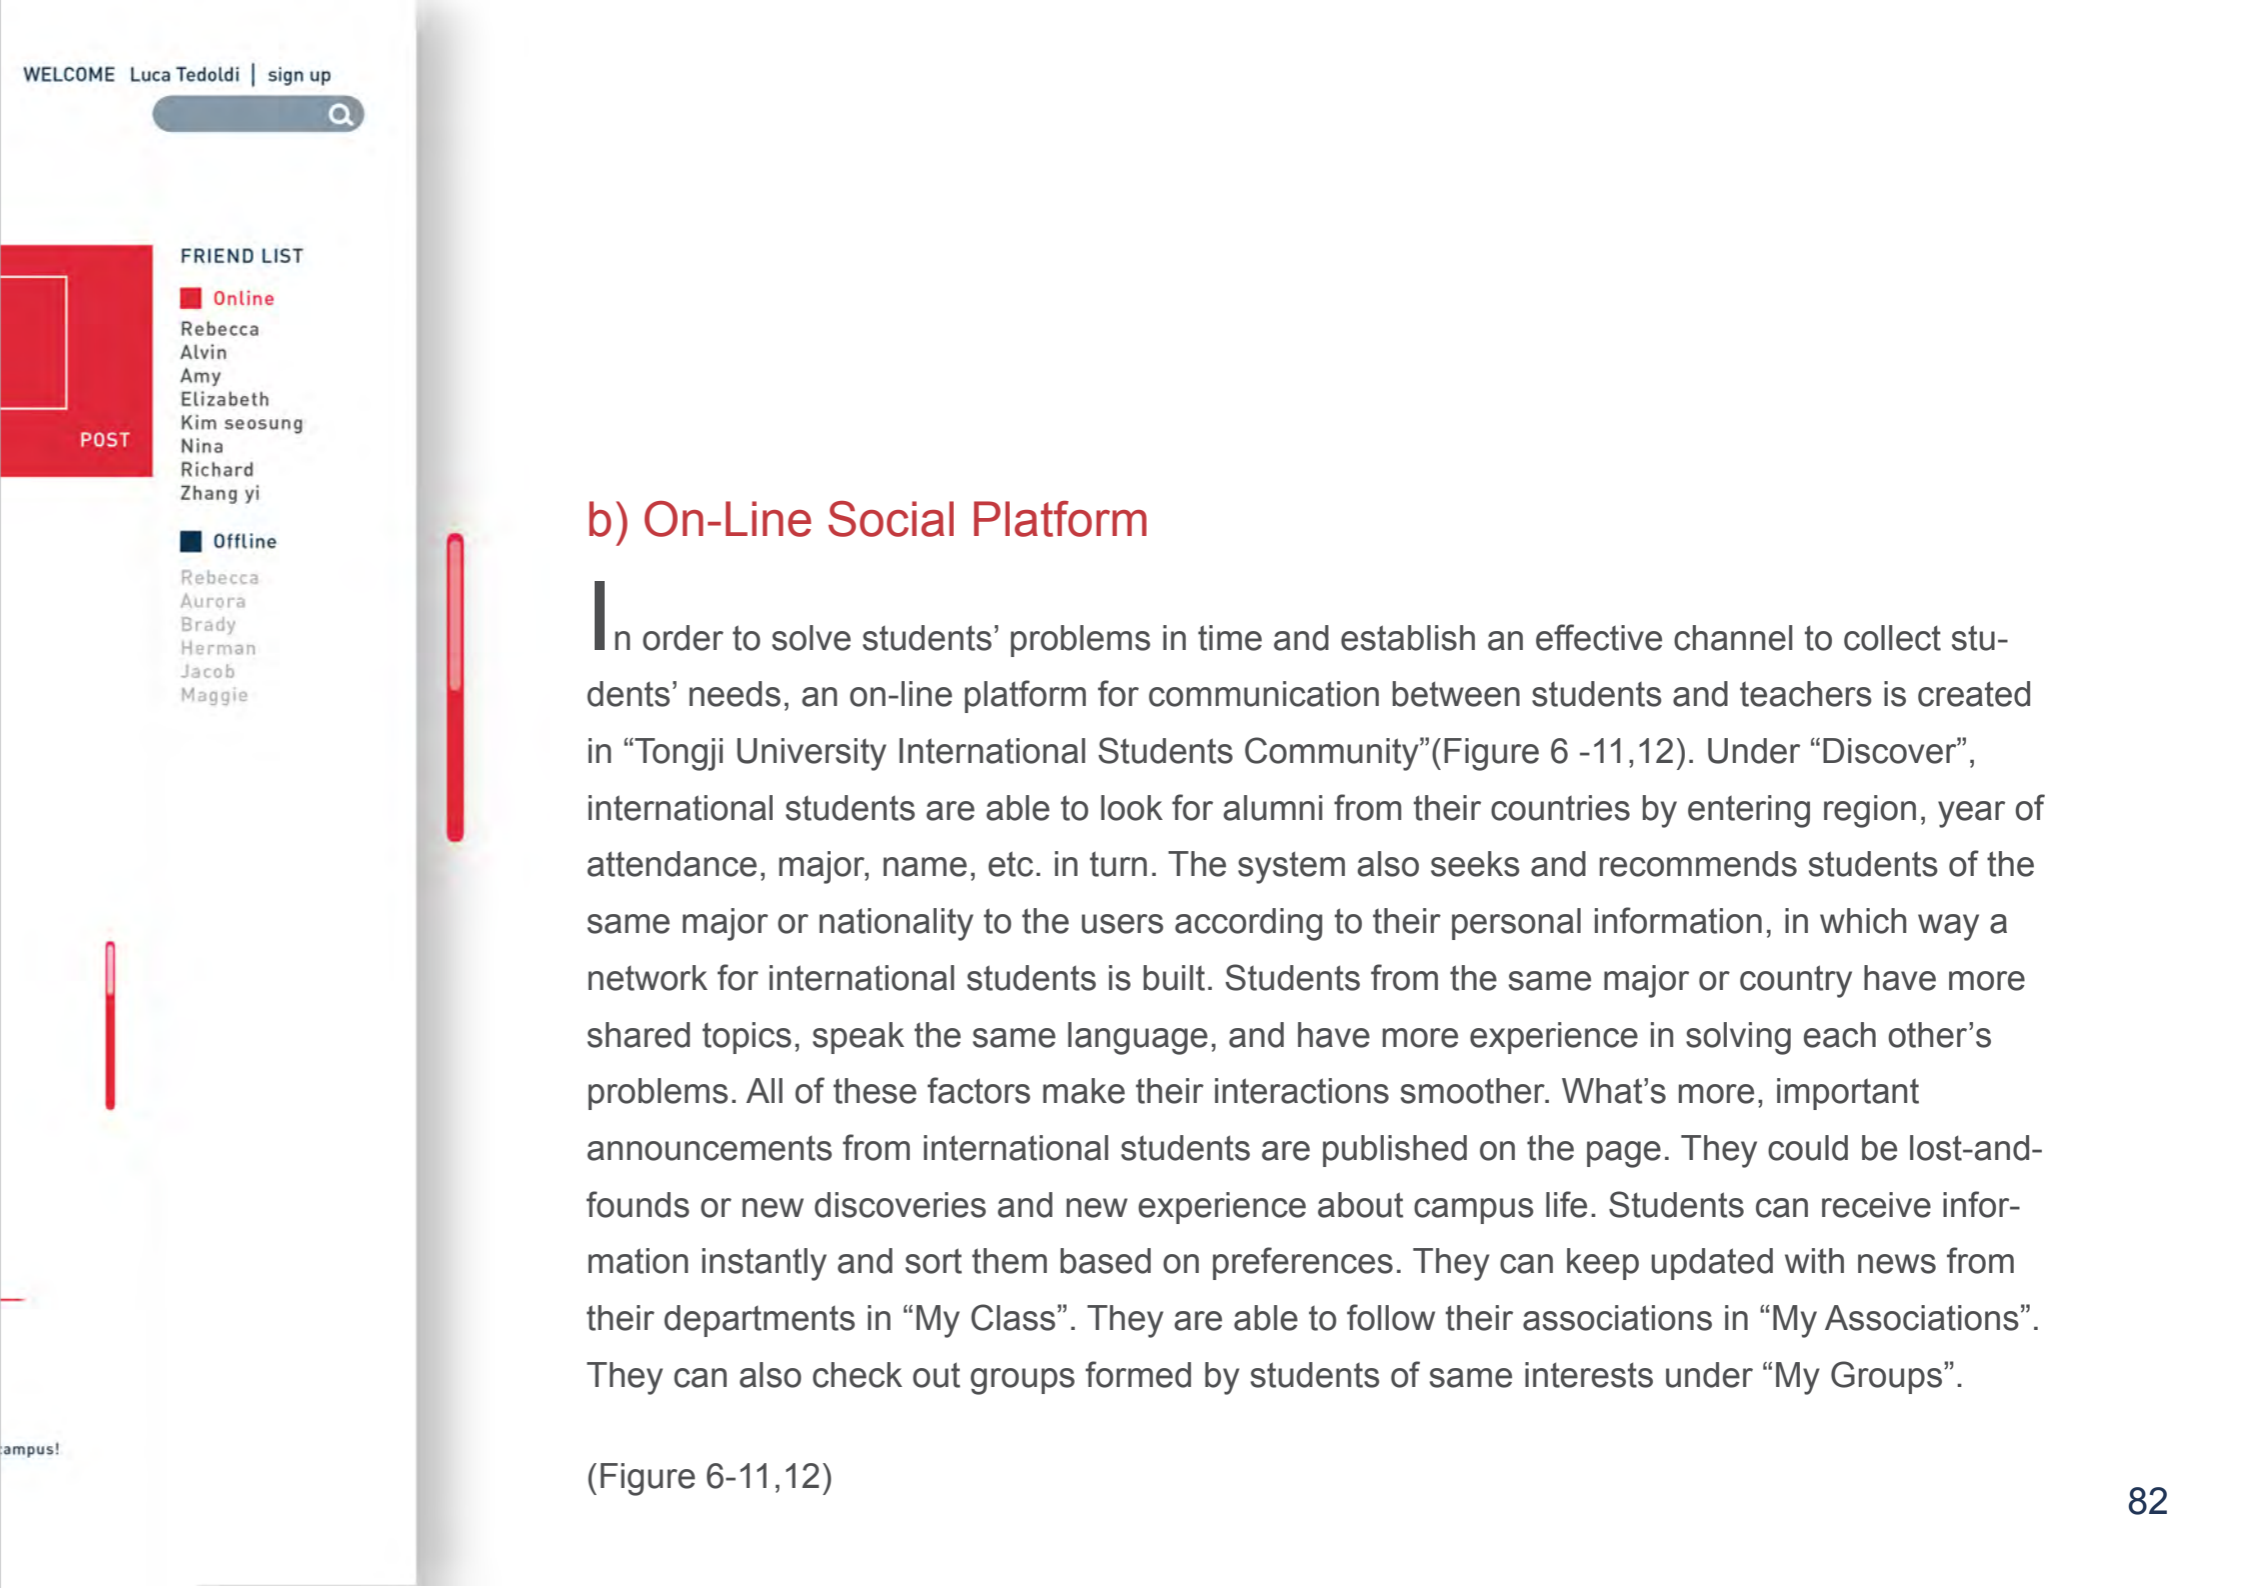 WELCOME Luca Tedoldi | sign up
FRIEND LIST
Online
Rebecca
Alvin
Amy
Elizabeth
Kim seosung
Nina
Richard
Zhang yi
POST
Offline
Rebecca
Aurora
Brady
Herman
Jacob
Maggie
ampus!
b) On-Line Social Platform
In order to solve students’ problems in time and establish an effective channel to collect stu-
dents’ needs, an on-line platform for communication between students and teachers is created
in “Tongji University International Students Community”(Figure 6 -11,12). Under “Discover”,
international students are able to look for alumni from their countries by entering region, year of
attendance, major, name, etc. in turn. The system also seeks and recommends students of the
same major or nationality to the users according to their personal information, in which way a
network for international students is built. Students from the same major or country have more
shared topics, speak the same language, and have more experience in solving each other’s
problems. All of these factors make their interactions smoother. What’s more, important
announcements from international students are published on the page. They could be lost-and-
founds or new discoveries and new experience about campus life. Students can receive infor-
mation instantly and sort them based on preferences. They can keep updated with news from
their departments in “My Class”. They are able to follow their associations in “My Associations”.
They can also check out groups formed by students of same interests under “My Groups”.
(Figure 6-11,12)
82